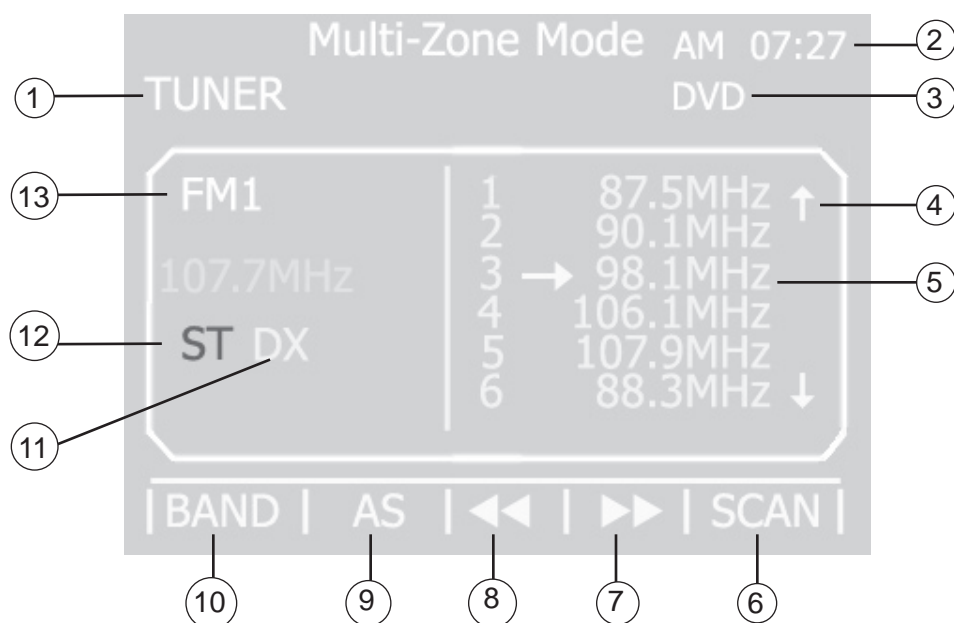 Multi-Zone Mode AM 07:27
TUNER DVD
FM1
107.7MHz
ST DX
1 87.5MHz ↑
2 90.1MHz
3 → 98.1MHz
4 106.1MHz
5 107.9MHz
6 88.3MHz ↓
| BAND | AS | ◀◀ | ▶▶ | SCAN |
1
2
3
4
5
6
7
8
9
10
11
12
13